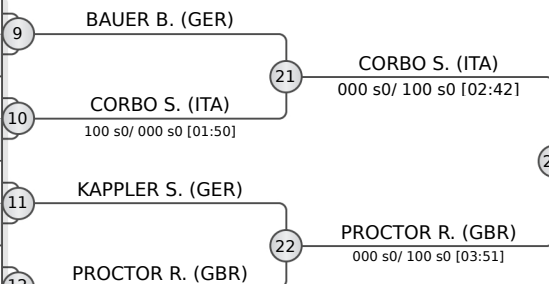 BAUER B. (GER)
9
CORBO S. (ITA)
21
000 s0/ 100 s0 [02:42]
CORBO S. (ITA)
10
100 s0/ 000 s0 [01:50]
KAPPLER S. (GER)
11
PROCTOR R. (GBR)
22
000 s0/ 100 s0 [03:51]
PROCTOR R. (GBR)